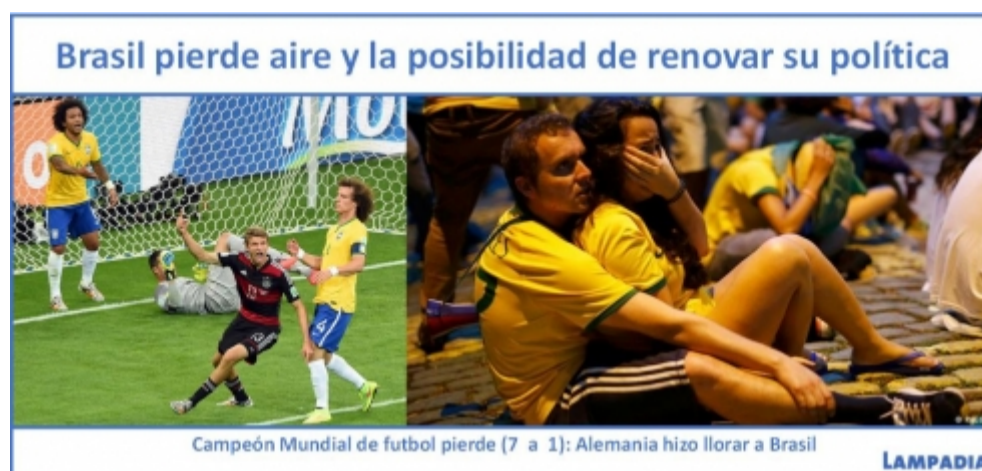 Brasil pierde aire y la posibilidad de renovar su política
4
Campeón Mundial de futbol pierde (7 a 1): Alemania hizo llorar a Brasil
LAMPADIA